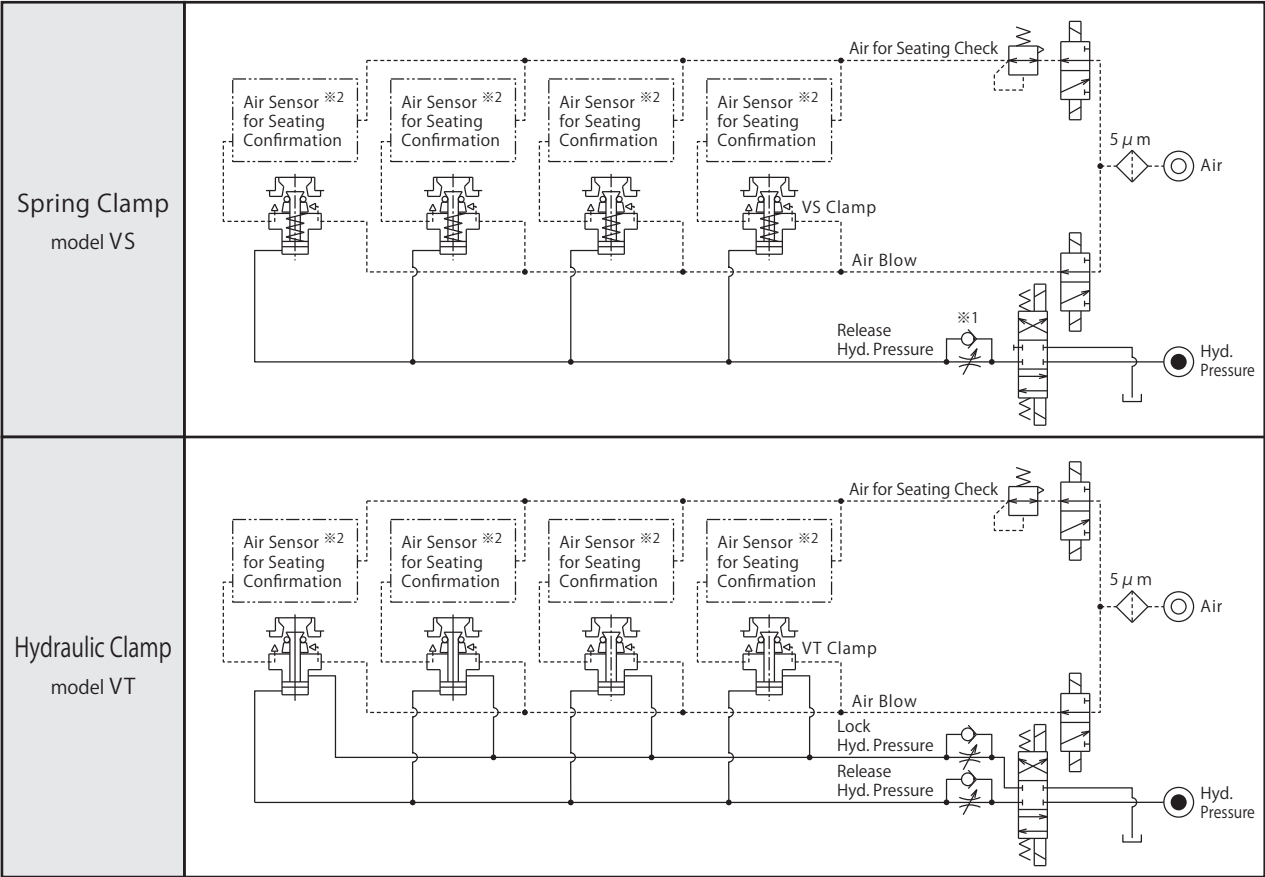 Spring Clamp
model VS
Air for Seating Check
Air Sensor ※2
for Seating
Confirmation
Air Sensor ※2
for Seating
Confirmation
Air Sensor ※2
for Seating
Confirmation
Air Sensor ※2
for Seating
Confirmation
5 μ m
Air
VS Clamp
Air Blow
※1
Release
Hyd. Pressure
Hyd.
Pressure
Hydraulic Clamp
model VT
Air for Seating Check
Air Sensor ※2
for Seating
Confirmation
Air Sensor ※2
for Seating
Confirmation
Air Sensor ※2
for Seating
Confirmation
Air Sensor ※2
for Seating
Confirmation
5 μ m
Air
VT Clamp
Air Blow
Lock
Hyd. Pressure
Release
Hyd. Pressure
Hyd.
Pressure